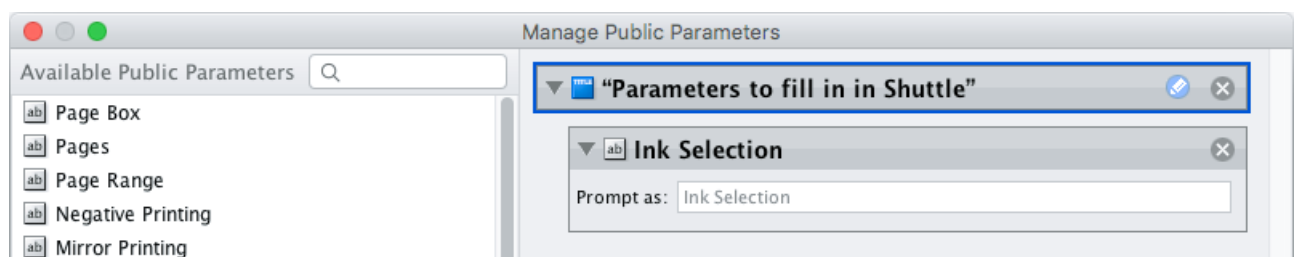 Manage Public Parameters
Available Public Parameters
Page Box
Pages
Page Range
Negative Printing
Mirror Printing
“Parameters to fill in in Shuttle”
Ink Selection
Prompt as: Ink Selection